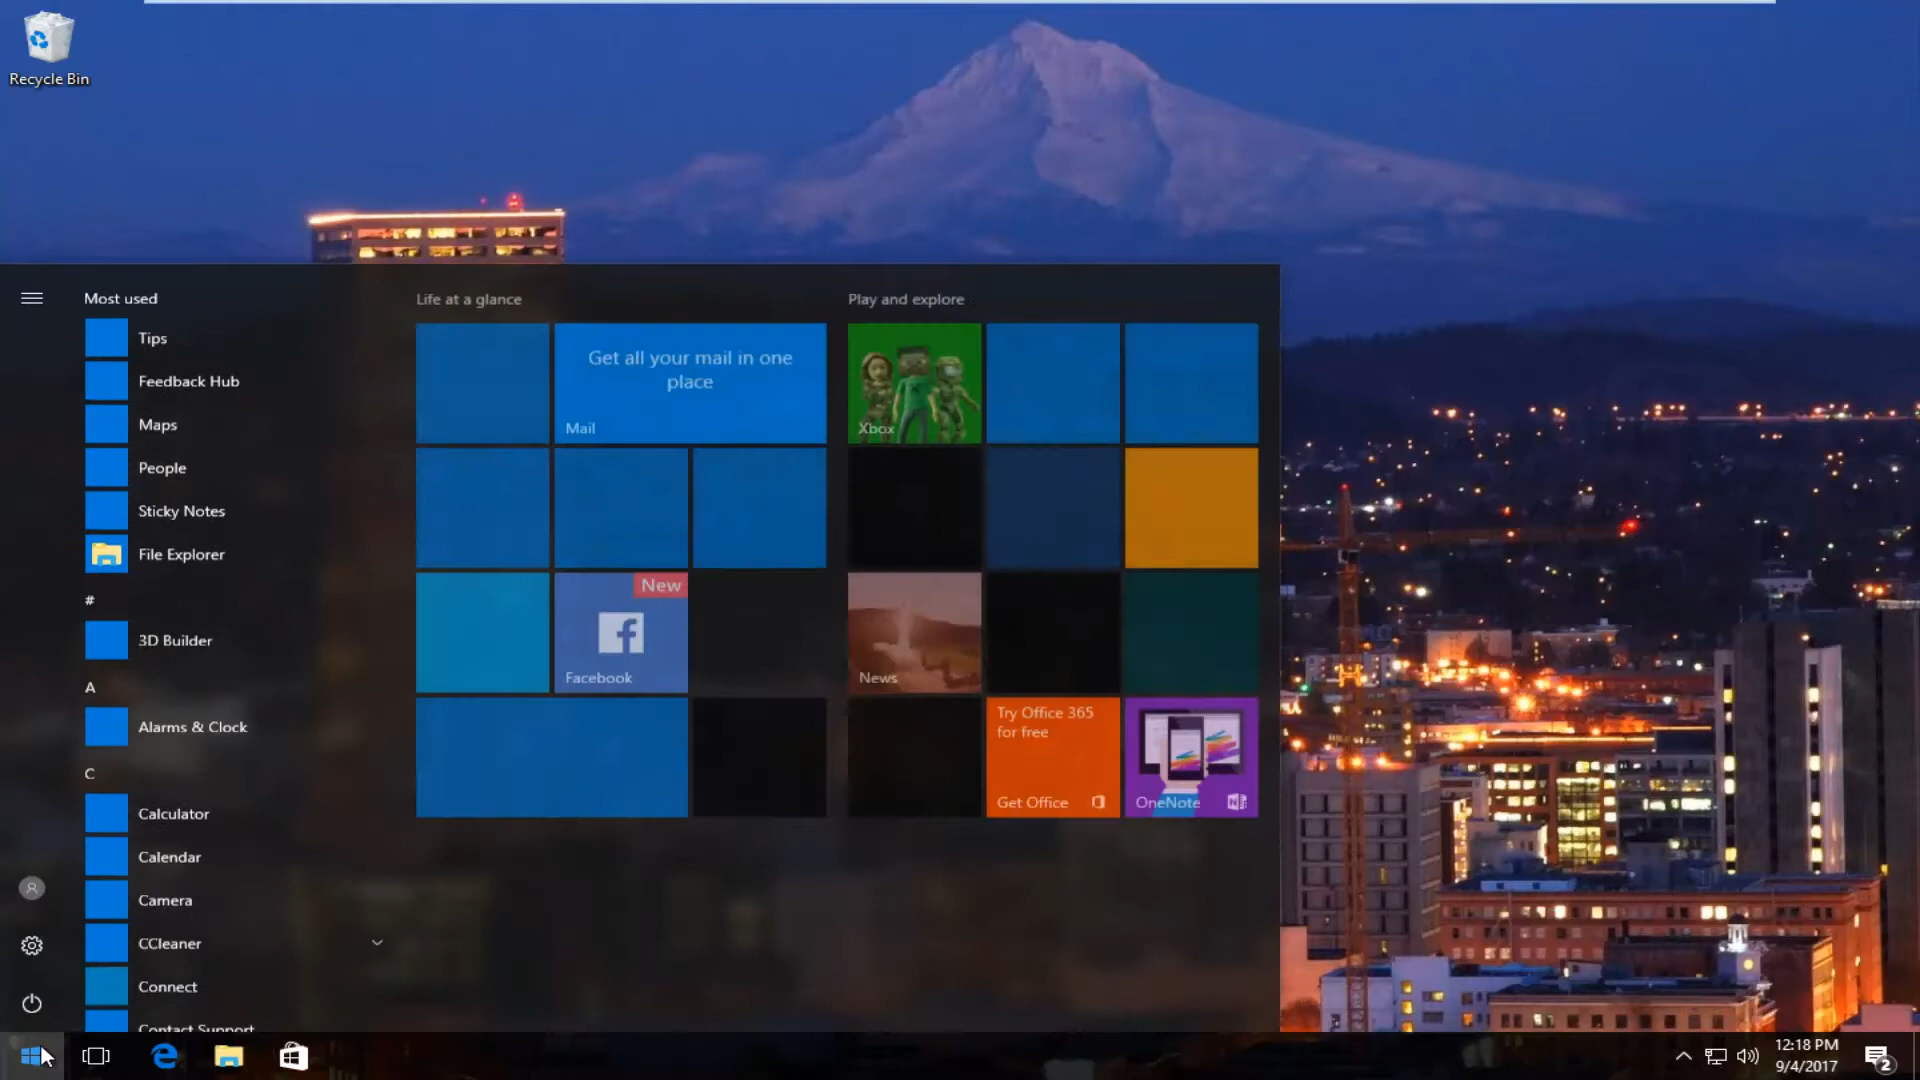 Recycle Bin
Most used
Tips
Feedback Hub
Maps
People
Sticky Notes
File Explorer
#
3D Builder
A
Alarms & Clock
C
Calculator
Calendar
Camera
CCleaner
Connect
Contact Support
Life at a glance
Get all your mail in one
place
Mail
New
Facebook
Play and explore
Xbox
News
Try Office 365
for free
Get Office
OneNote
12:18 PM
9/4/2017
2